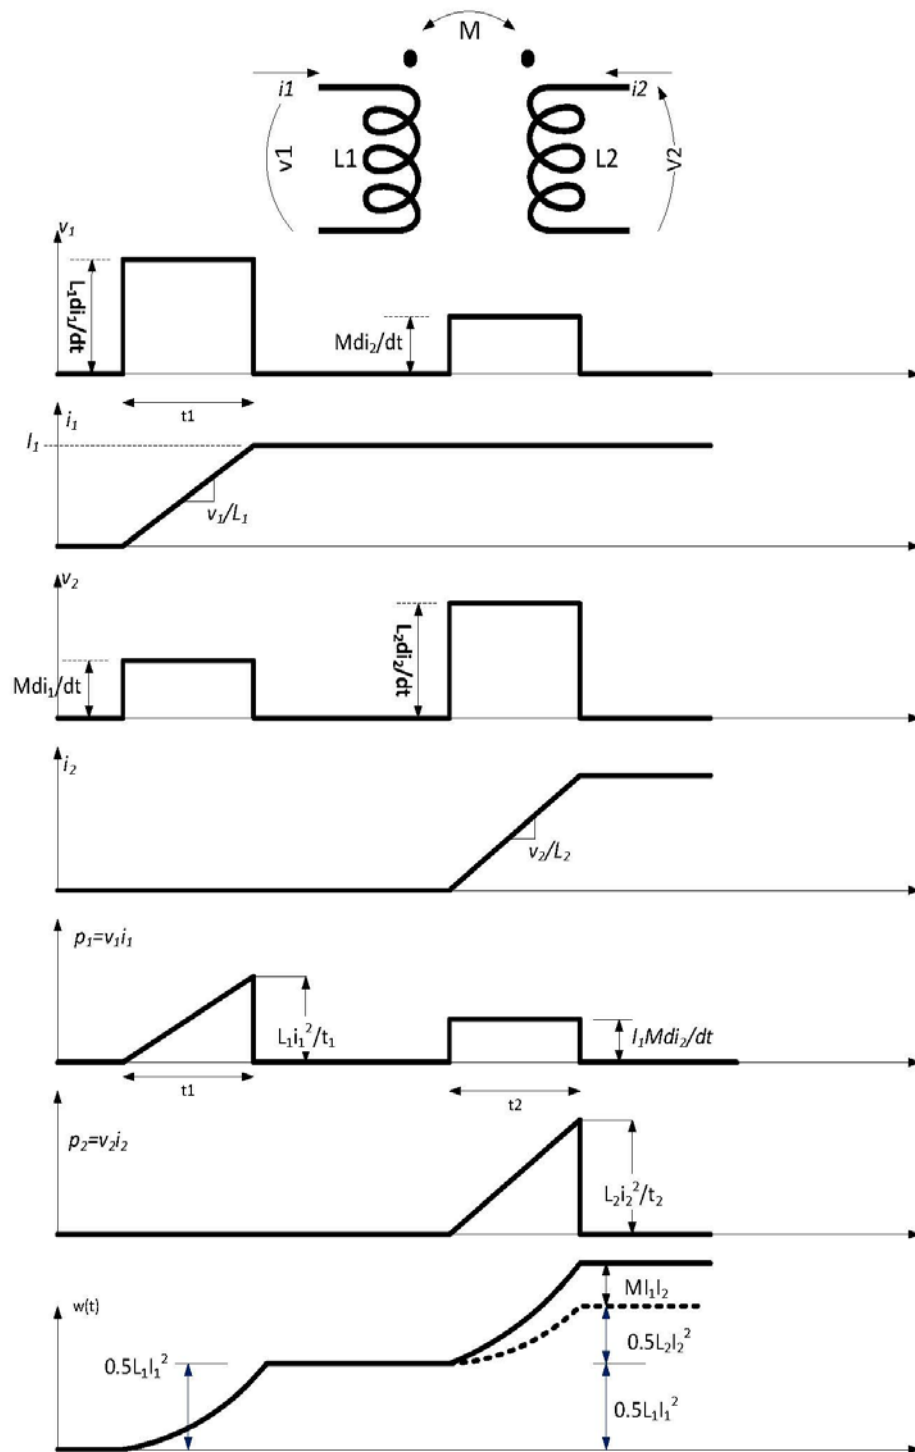 M
i1
i2
v1
L1
L2
v2
v₁
L₁di₁/dt
Mdi₂/dt
t1
i₁
I₁
v₁/L₁
v₂
Mdi₁/dt
L₂di₂/dt
i₂
v₂/L₂
p₁=v₁i₁
L₁i₁²/t₁
I₁Mdi₂/dt
t1
t2
p₂=v₂i₂
L₂i₂²/t₂
w(t)
MI₁I₂
0.5L₁I₁²
0.5L₂I₂²
0.5L₁I₁²